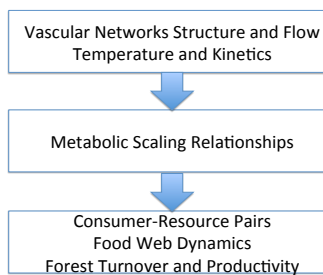 Vascular Networks Structure and Flow
Temperature and Kinetics
Metabolic Scaling Relationships
Consumer-Resource Pairs
Food Web Dynamics
Forest Turnover and Productivity